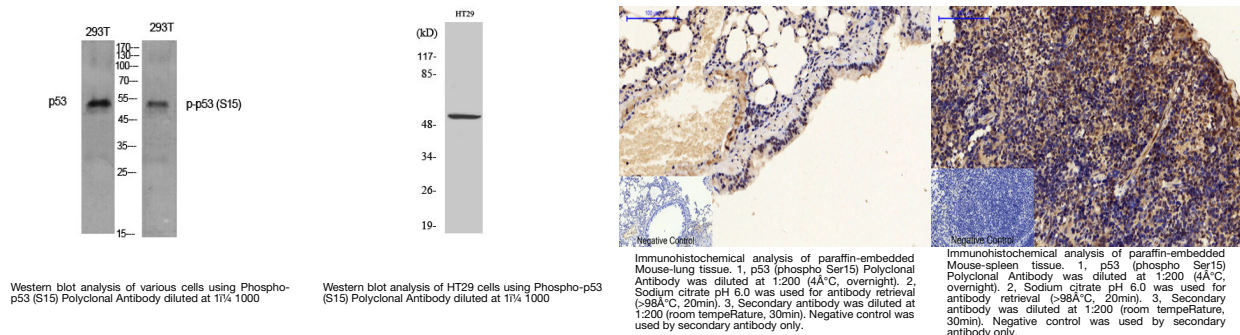 293T
293T
170---
130---
100---
70---
55---
45---
35---
25---
15---
p53
p-p53 (S15)
Western blot analysis of various cells using Phospho-
p53 (S15) Polyclonal Antibody diluted at 1ï¼ 1000
HT29
(kD)
117-
85-
48-
34-
26-
19-
Western blot analysis of HT29 cells using Phospho-p53
(S15) Polyclonal Antibody diluted at 1ï¼ 1000
100 µm
Negative Control
Immunohistochemical analysis of paraffin-embedded
Mouse-lung tissue. 1, p53 (phospho Ser15) Polyclonal
Antibody was diluted at 1:200 (4Â°C, overnight). 2,
Sodium citrate pH 6.0 was used for antibody retrieval
(>98Â°C, 20min). 3, Secondary antibody was diluted at
1:200 (room tempeRature, 30min). Negative control was
used by secondary antibody only.
Negative Control
Immunohistochemical analysis of paraffin-embedded
Mouse-spleen tissue. 1, p53 (phospho Ser15)
Polyclonal Antibody was diluted at 1:200 (4Â°C,
overnight). 2, Sodium citrate pH 6.0 was used for
antibody retrieval (>98Â°C, 20min). 3, Secondary
antibody was diluted at 1:200 (room tempeRature,
30min). Negative control was used by secondary
antibody only.